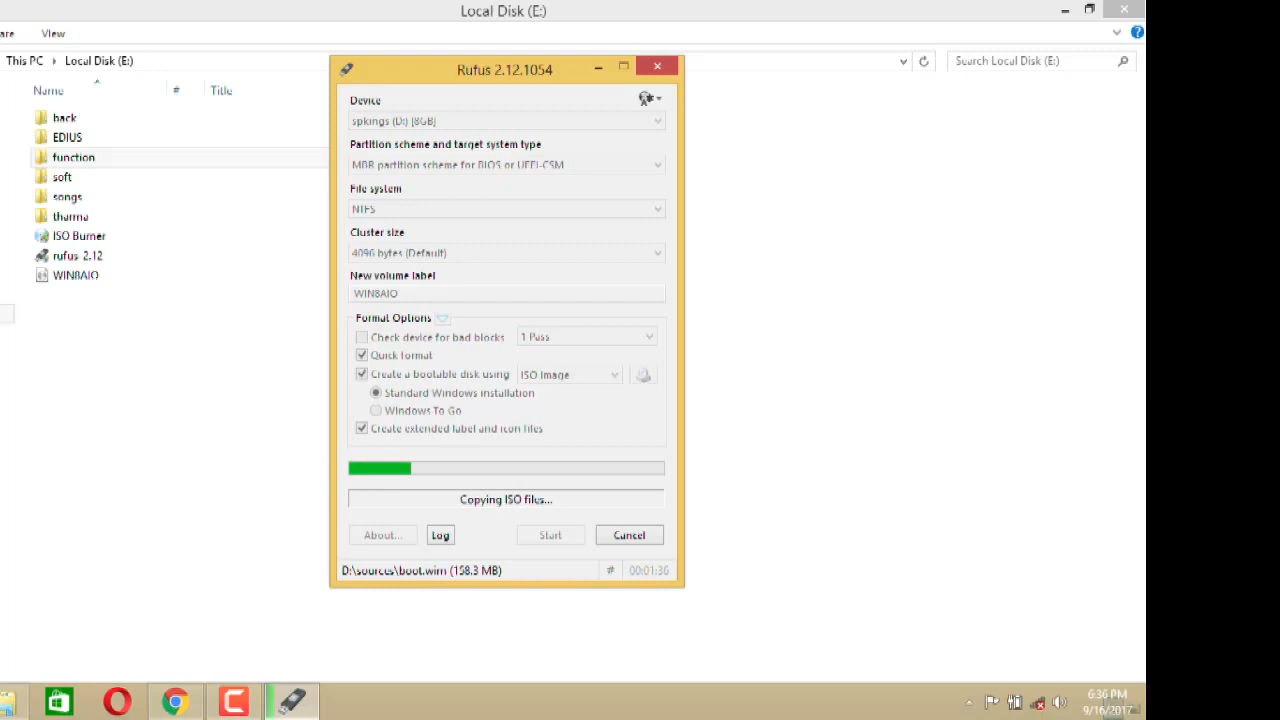 Local Disk (E:)
are View
This PC Local Disk (E:)
Search Local Disk (E:)
Name # Title
back
EDIUS
function
soft
songs
tharma
ISO Burner
rufus-2.12
WIN8AIO
Rufus 2.12.1054
Device
spkings (D:) [8GB]
Partition scheme and target system type
MBR partition scheme for BIOS or UEFI-CSM
File system
NTFS
Cluster size
4096 bytes (Default)
New volume label
WIN8AIO
Format Options
Check device for bad blocks 1 Pass
Quick format
Create a bootable disk using ISO Image
Standard Windows installation
Windows To Go
Create extended label and icon files
Copying ISO files...
About... Log Start Cancel
D:\sources\boot.wim (158.3 MB) # 00:01:36
6:36 PM
9/16/2017